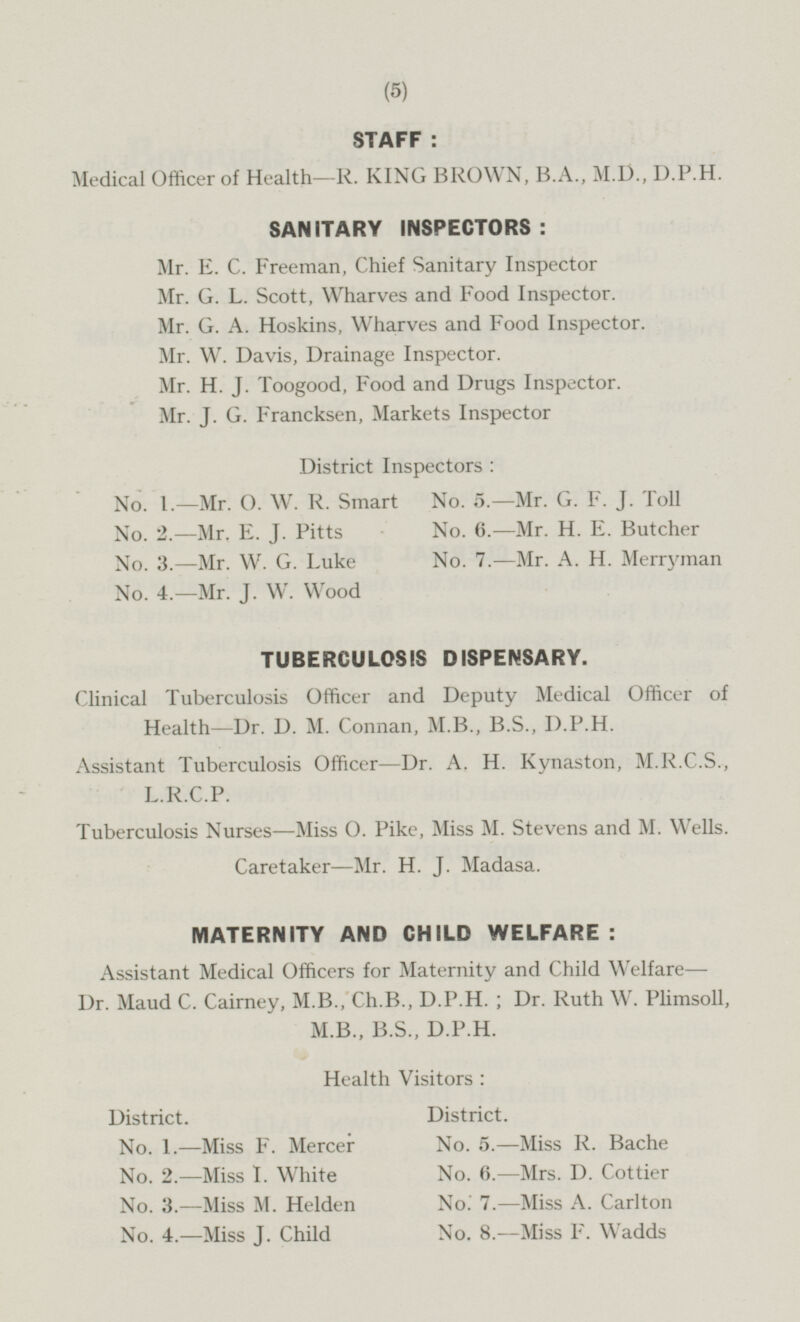 (5)
STAFF :
Medical Officer of Health—R. KING BROWN, B.A., M.D., D.P.H.
SANITARY INSPECTORS :
Mr. E. C. Freeman, Chief Sanitary Inspector
Mr. G. L. Scott, Wharves and Food Inspector.
Mr. G. A. Hoskins, Wharves and Food Inspector.
Mr. W. Davis, Drainage Inspector.
Mr. H. J. Toogood, Food and Drugs Inspector.
Mr. J. G. Francksen, Markets Inspector
District Inspectors :
No. 1.—Mr. O. W. R. Smart No. 5.—Mr. G. F. J. Toll
No. 2.—Mr. E. J. Pitts No. 6.—Mr. H. E. Butcher
No. 3.—Mr. W. G. Luke No. 7.—Mr. A. H. Merryman
No. 4.—Mr. J. W. Wood
TUBERCULOSIS DISPENSARY.
Clinical Tuberculosis Officer and Deputy Medical Officer of
Health—Dr. D. M. Connan, M.B., B.S., D.P.H.
Assistant Tuberculosis Officer—Dr. A. H. Kynaston, M.R.C.S.,
L.R.C.P.
Tuberculosis Nurses—Miss O. Pike, Miss M. Stevens and M. Wells.
Caretaker—Mr. H. J. Madasa.
MATERNITY AND CHILD WELFARE :
Assistant Medical Officers for Maternity and Child Welfare—
Dr. Maud C. Cairney, M.B., Ch.B., D.P.H. ; Dr. Ruth W. Plimsoll,
M.B., B.S., D.P.H.
Health Visitors :
District. District.
No. 1.—Miss F. Mercer No. 5.—Miss R. Bache
No. 2.—Miss I. White No. 6.—Mrs. D. Cottier
No. 3.—Miss M. Helden No. 7.—Miss A. Carlton
No. 4.—Miss J. Child No. 8.—Miss F. Wadds